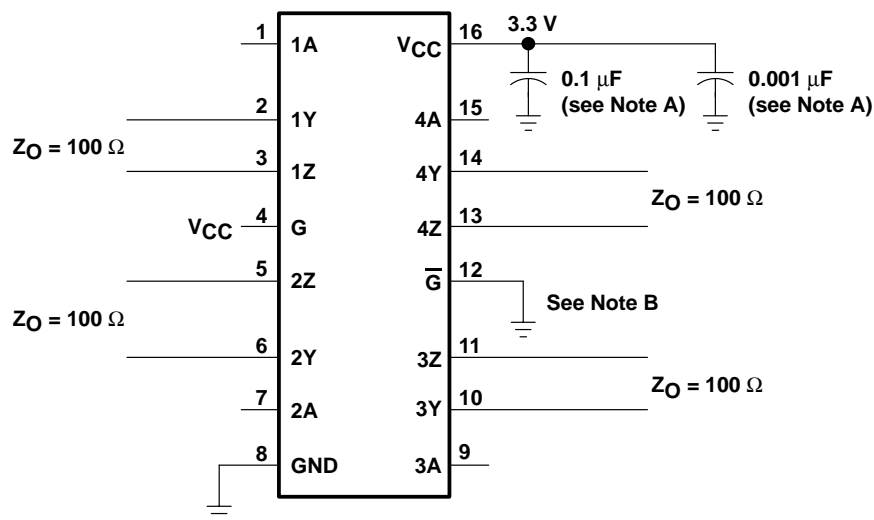 1 1A
VCC 16 3.3 V
0.1 μF
(see Note A)
0.001 μF
(see Note A)
2 1Y
4A 15
ZO = 100 Ω
3 1Z
4Y 14
ZO = 100 Ω
VCC 4 G
4Z 13
5 2Z
G̅ 12
See Note B
ZO = 100 Ω
6 2Y
3Z 11
ZO = 100 Ω
7 2A
3Y 10
8 GND
3A 9